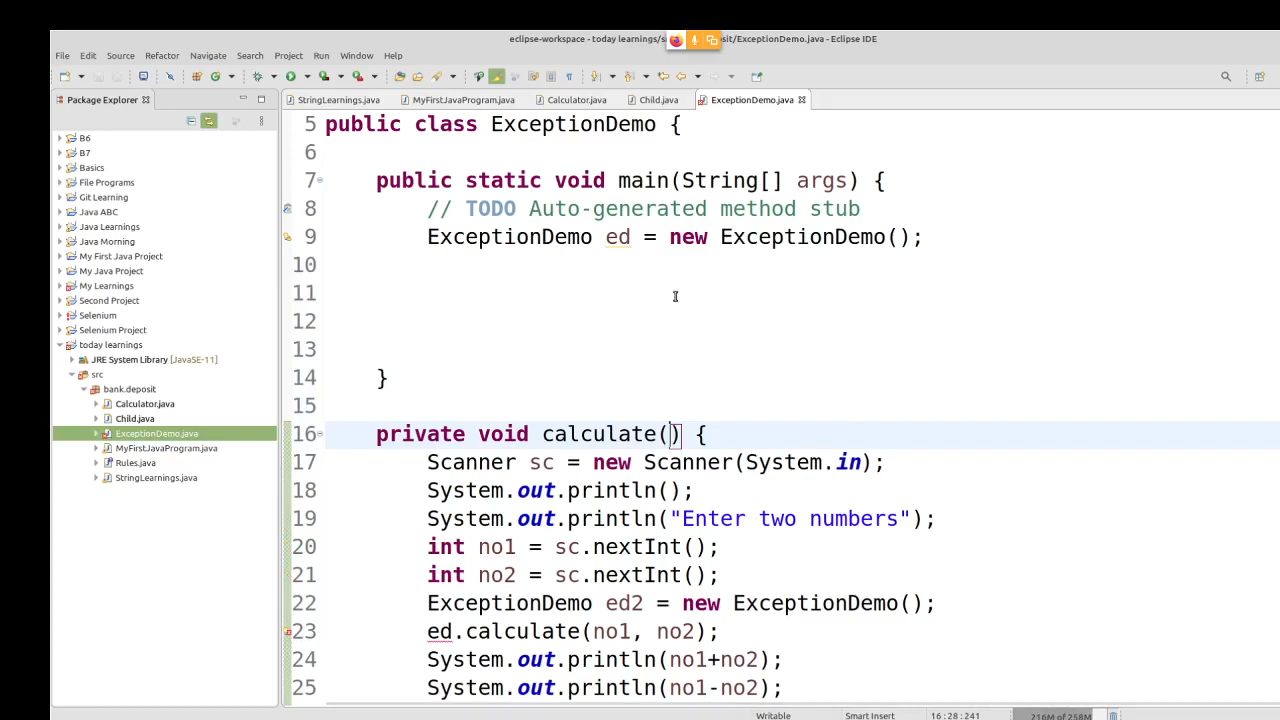 eclipse-workspace - today learnings/s sit/ExceptionDemo.java - Eclipse IDE
File Edit Source Refactor Navigate Search Project Run Window Help
Package Explorer
StringLearnings.java MyFirstJavaProgram.java Calculator.java Child.java ExceptionDemo.java
B6
B7
Basics
File Programs
Git Learning
Java ABC
Java Learnings
Java Morning
My First Java Project
My Java Project
My Learnings
Second Project
Selenium
Selenium Project
today learnings
JRE System Library [JavaSE-11]
src
bank.deposit
Calculator.java
Child.java
ExceptionDemo.java
MyFirstJavaProgram.java
Rules.java
StringLearnings.java
5 public class ExceptionDemo {
6
7 public static void main(String[] args) {
8 // TODO Auto-generated method stub
9 ExceptionDemo ed = new ExceptionDemo();
10
11
12
13
14 }
15
16 private void calculate() {
17 Scanner sc = new Scanner(System.in);
18 System.out.println();
19 System.out.println("Enter two numbers");
20 int no1 = sc.nextInt();
21 int no2 = sc.nextInt();
22 ExceptionDemo ed2 = new ExceptionDemo();
23 ed.calculate(no1, no2);
24 System.out.println(no1+no2);
25 System.out.println(no1-no2);
Writable Smart Insert 16 : 28 : 241 216M of 258M